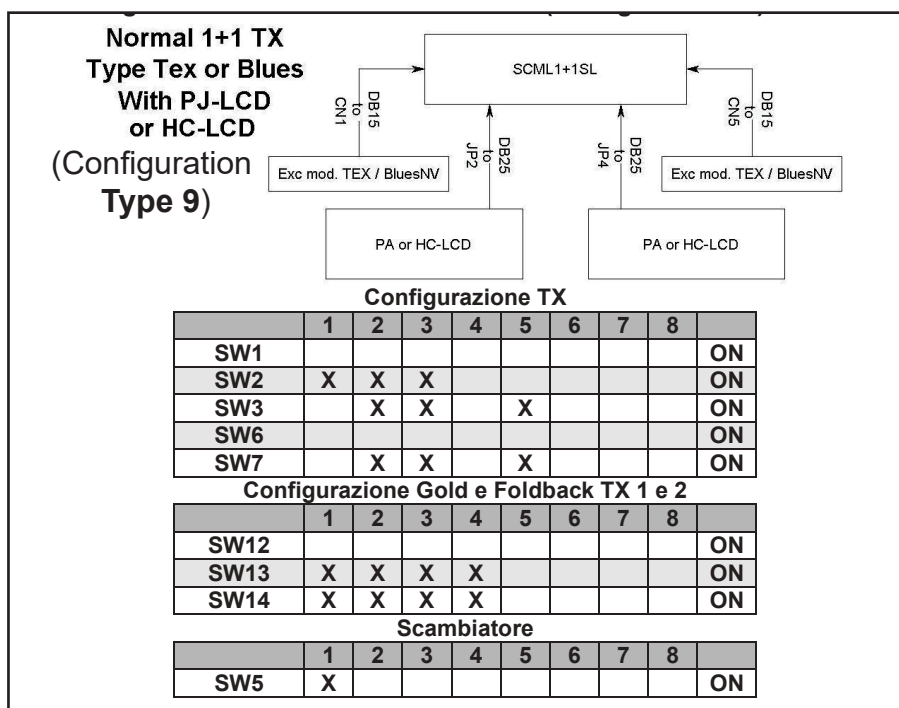 Normal 1+1 TX
Type Tex or Blues
With PJ-LCD
or HC-LCD
(Configuration
Type 9)
SCML1+1SL
DB15
to
CN1
DB25
to
JP2
DB25
to
JP4
DB15
to
CN5
Exc mod. TEX / BluesNV
Exc mod. TEX / BluesNV
PA or HC-LCD
PA or HC-LCD
Configurazione TX
1 2 3 4 5 6 7 8
SW1 ON
SW2 X X X ON
SW3 X X X ON
SW6 ON
SW7 X X X ON
Configurazione Gold e Foldback TX 1 e 2
1 2 3 4 5 6 7 8
SW12 ON
SW13 X X X X ON
SW14 X X X X ON
Scambiatore
1 2 3 4 5 6 7 8
SW5 X ON